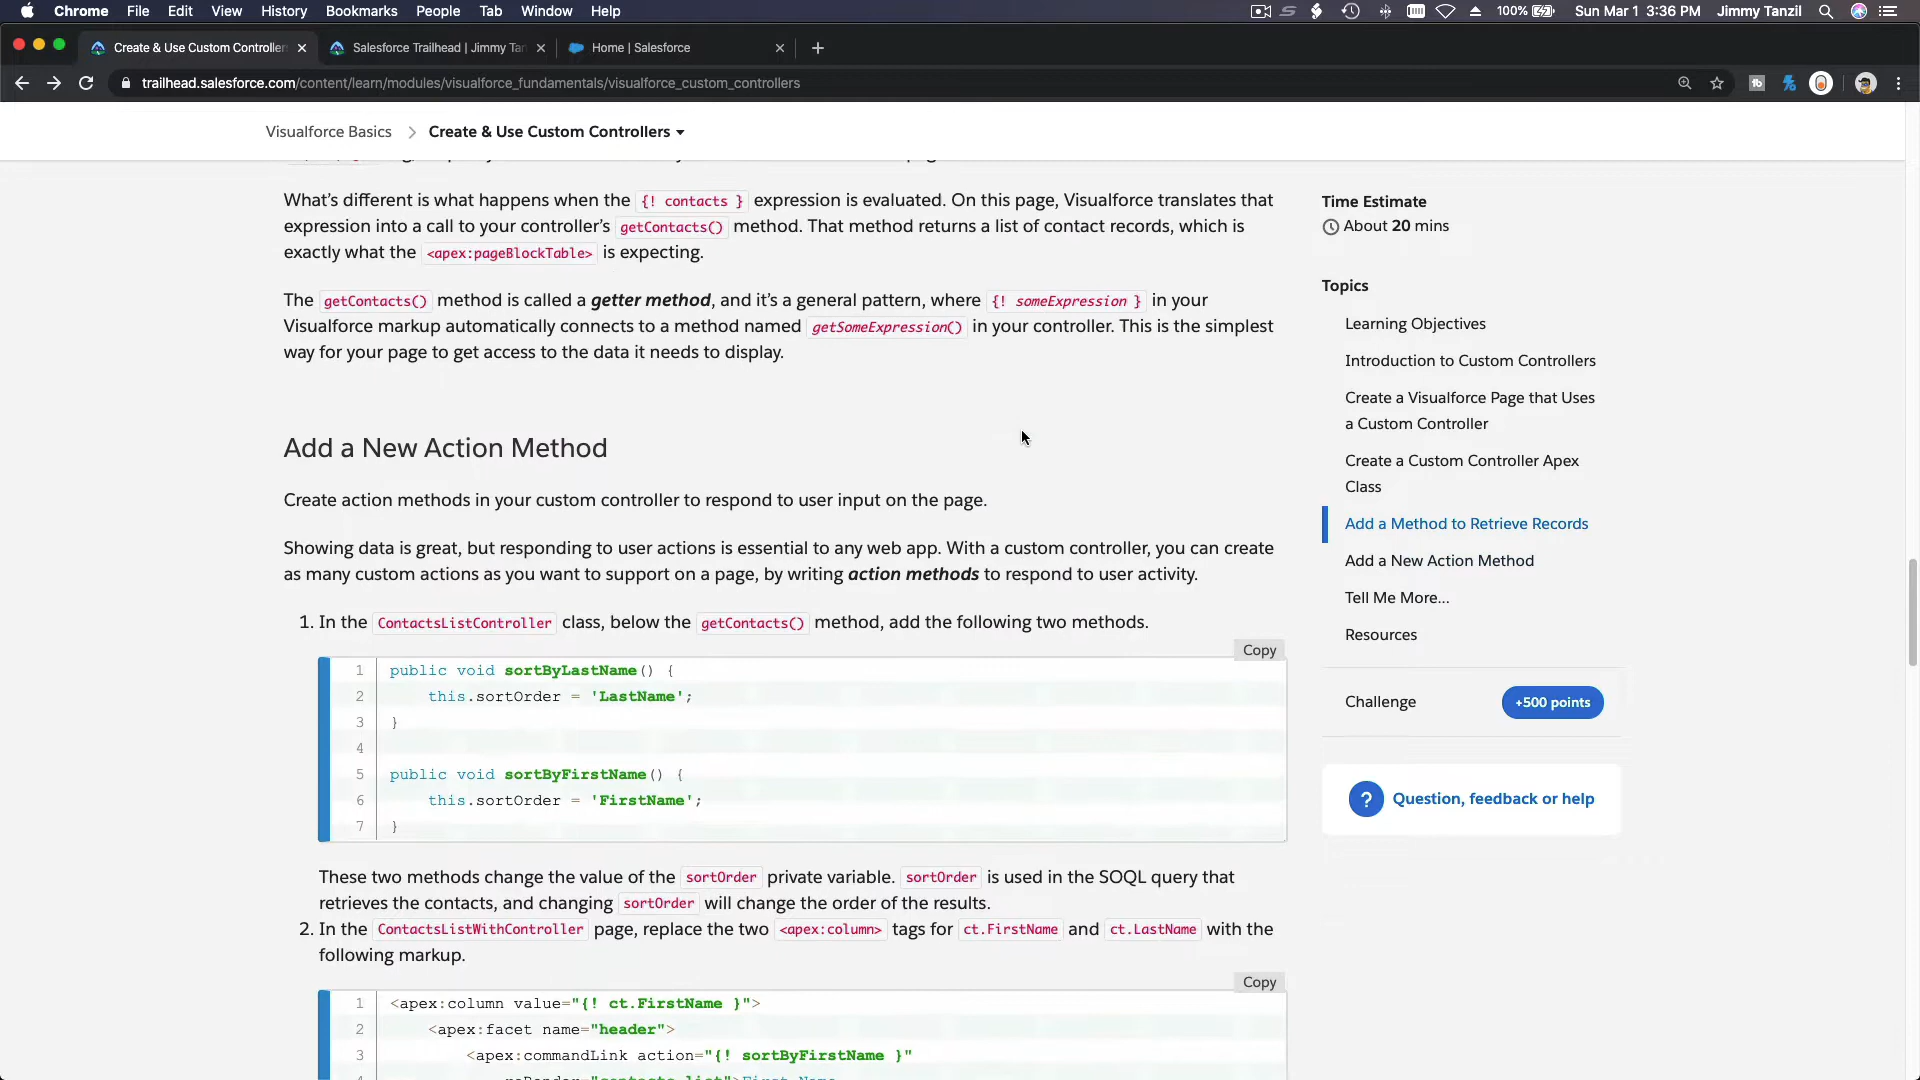 Chrome File Edit View History Bookmarks People Tab Window Help 100% Sun Mar 1 3:36 PM Jimmy Tanzil
Create & Use Custom Controller Salesforce Trailhead | Jimmy Tan Home | Salesforce
trailhead.salesforce.com/content/learn/modules/visualforce_fundamentals/visualforce_custom_controllers
Visualforce Basics > Create & Use Custom Controllers
What's different is what happens when the {! contacts } expression is evaluated. On this page, Visualforce translates that
expression into a call to your controller's getContacts() method. That method returns a list of contact records, which is
exactly what the <apex:pageBlockTable> is expecting.
The getContacts() method is called a getter method, and it's a general pattern, where {! someExpression } in your
Visualforce markup automatically connects to a method named getSomeExpression() in your controller. This is the simplest
way for your page to get access to the data it needs to display.
Add a New Action Method
Create action methods in your custom controller to respond to user input on the page.
Showing data is great, but responding to user actions is essential to any web app. With a custom controller, you can create
as many custom actions as you want to support on a page, by writing action methods to respond to user activity.
1. In the ContactsListController class, below the getContacts() method, add the following two methods.
Copy
1 public void sortByLastName() {
2 this.sortOrder = 'LastName';
3 }
4
5 public void sortByFirstName() {
6 this.sortOrder = 'FirstName';
7 }
These two methods change the value of the sortOrder private variable. sortOrder is used in the SOQL query that
retrieves the contacts, and changing sortOrder will change the order of the results.
2. In the ContactsListWithController page, replace the two <apex:column> tags for ct.FirstName and ct.LastName with the
following markup.
Copy
1 <apex:column value="{! ct.FirstName }">
2 <apex:facet name="header">
3 <apex:commandLink action="{! sortByFirstName }"
Time Estimate
About 20 mins
Topics
Learning Objectives
Introduction to Custom Controllers
Create a Visualforce Page that Uses
a Custom Controller
Create a Custom Controller Apex
Class
Add a Method to Retrieve Records
Add a New Action Method
Tell Me More...
Resources
Challenge +500 points
? Question, feedback or help